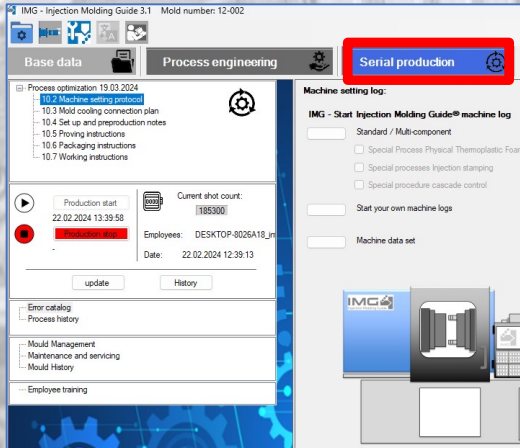 IMG - Injection Molding Guide 3.1 Mold number: 12-002
Base data
Process engineering
Serial production
Process optimization 19.03.2024
10.2 Machine setting protocol
10.3 Mold cooling connection plan
10.4 Set up and preproduction notes
10.5 Proving instructions
10.6 Packaging instructions
10.7 Working instructions
Production start
22.02.2024 13:39:58
Production stop
-
Current shot count:
185300
Employees: DESKTOP-8026A18_in
Date: 22.02.2024 12:39:13
update
History
Error catalog
Process history
Mould Management
Maintenance and servicing
Mould History
Employee training
Machine setting log:
IMG - Start Injection Molding Guide® machine log
Standard / Multi-component
Special Process Physical Thermoplastic Foar
Special processes Injection stamping
Special procedure cascade control
Start your own machine logs
Machine data set
IMG